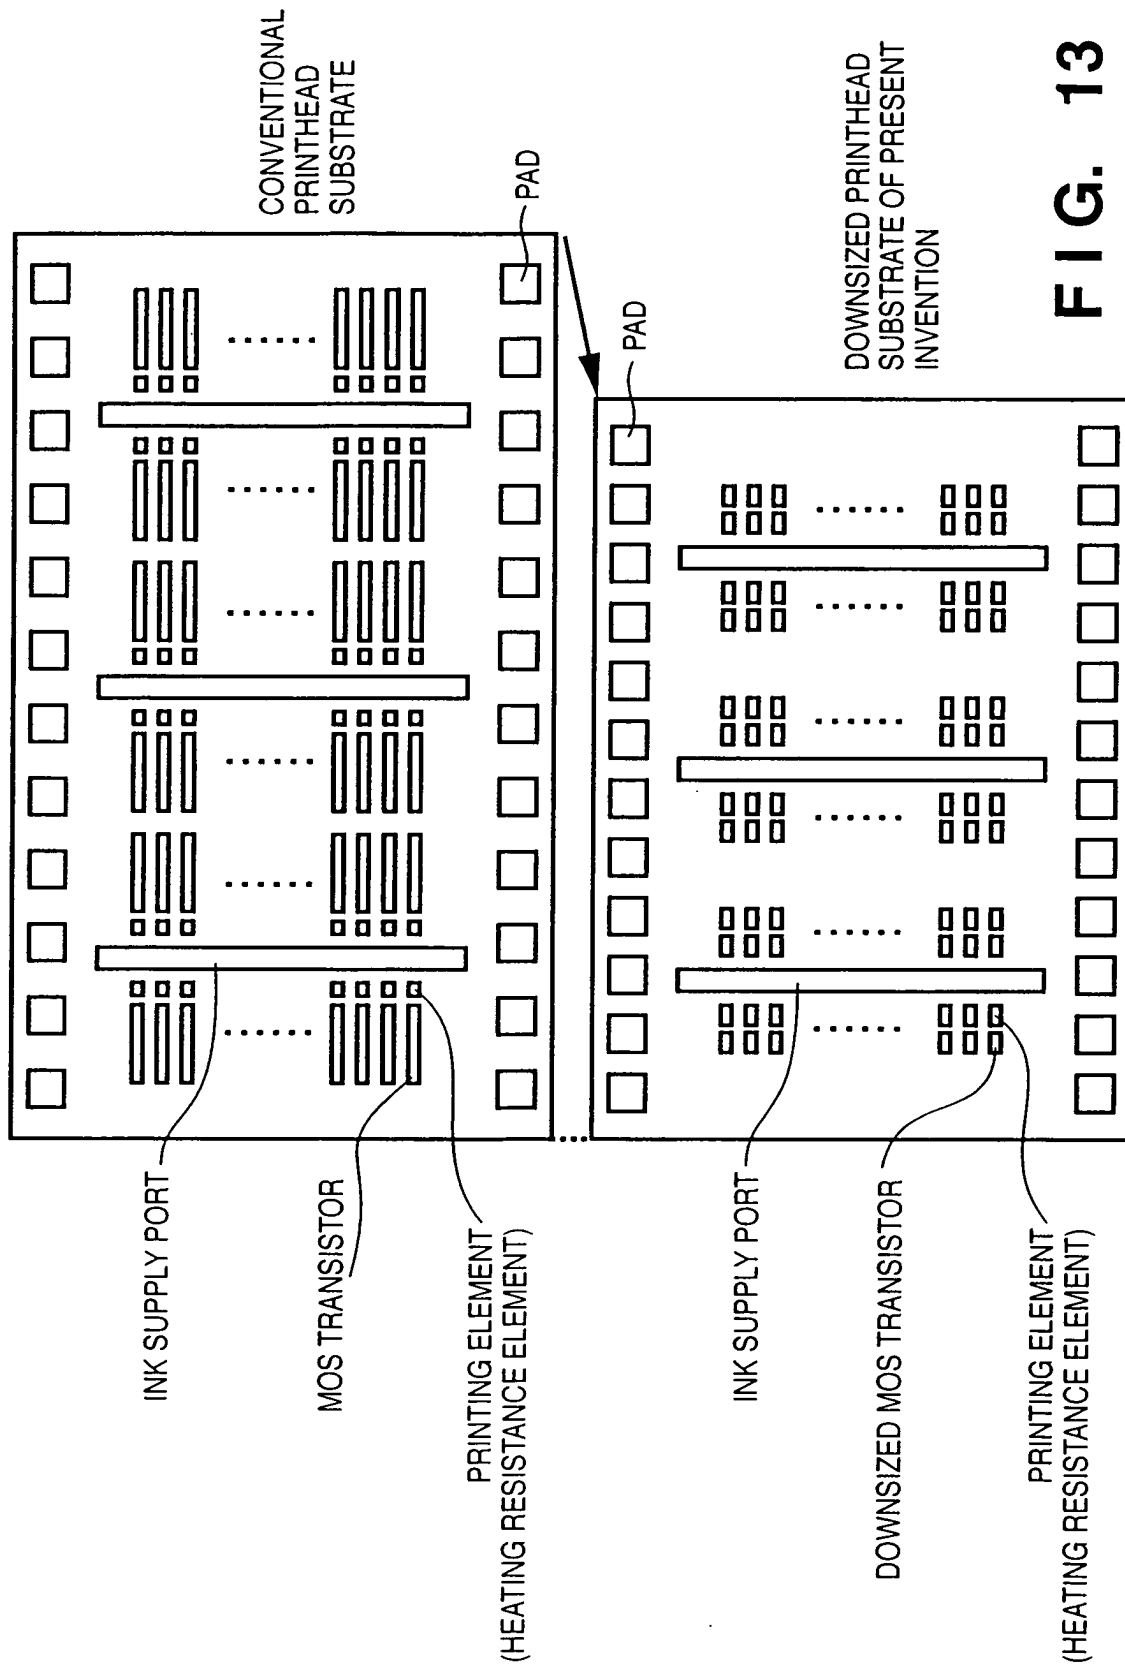 CONVENTIONAL
PRINTHEAD
SUBSTRATE
PAD
INK SUPPLY PORT
MOS TRANSISTOR
PRINTING ELEMENT
(HEATING RESISTANCE ELEMENT)
PAD
DOWNSIZED PRINTHEAD
SUBSTRATE OF PRESENT
INVENTION
INK SUPPLY PORT
DOWNSIZED MOS TRANSISTOR
PRINTING ELEMENT
(HEATING RESISTANCE ELEMENT)
FIG. 13